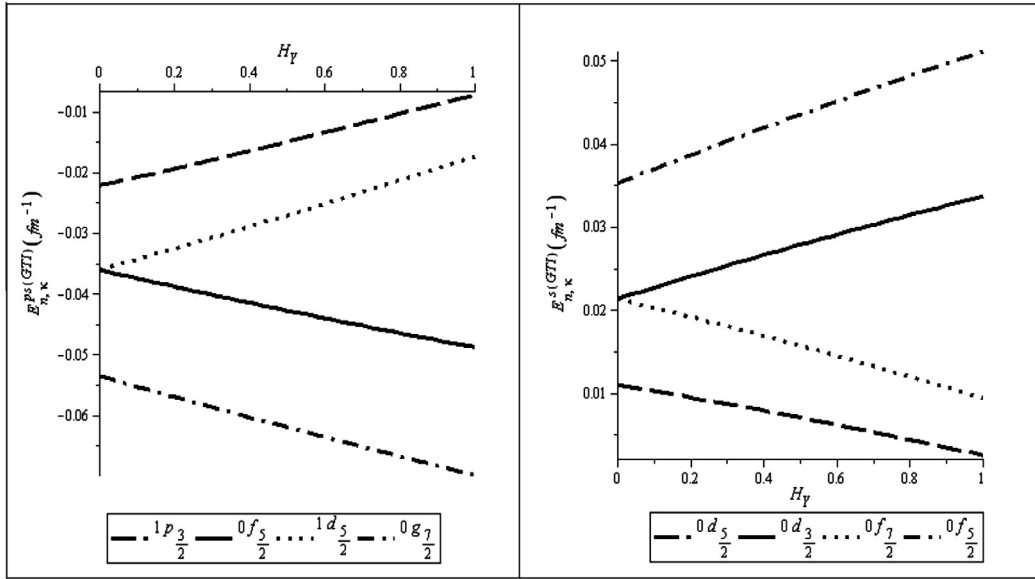 H_Y
0 0.2 0.4 0.6 0.8 1
-0.01
-0.02
-0.03
-0.04
-0.05
-0.06
E^{ps(GTI)}_{n, κ} (fm^{-1})
1p_{3/2} 0f_{5/2} 1d_{5/2} 0g_{7/2}
0.05
0.04
0.03
0.02
0.01
E^{s(GTI)}_{n, κ} (fm^{-1})
0 0.2 0.4 0.6 0.8 1
H_Y
0d_{5/2} 0d_{3/2} 0f_{7/2} 0f_{5/2}